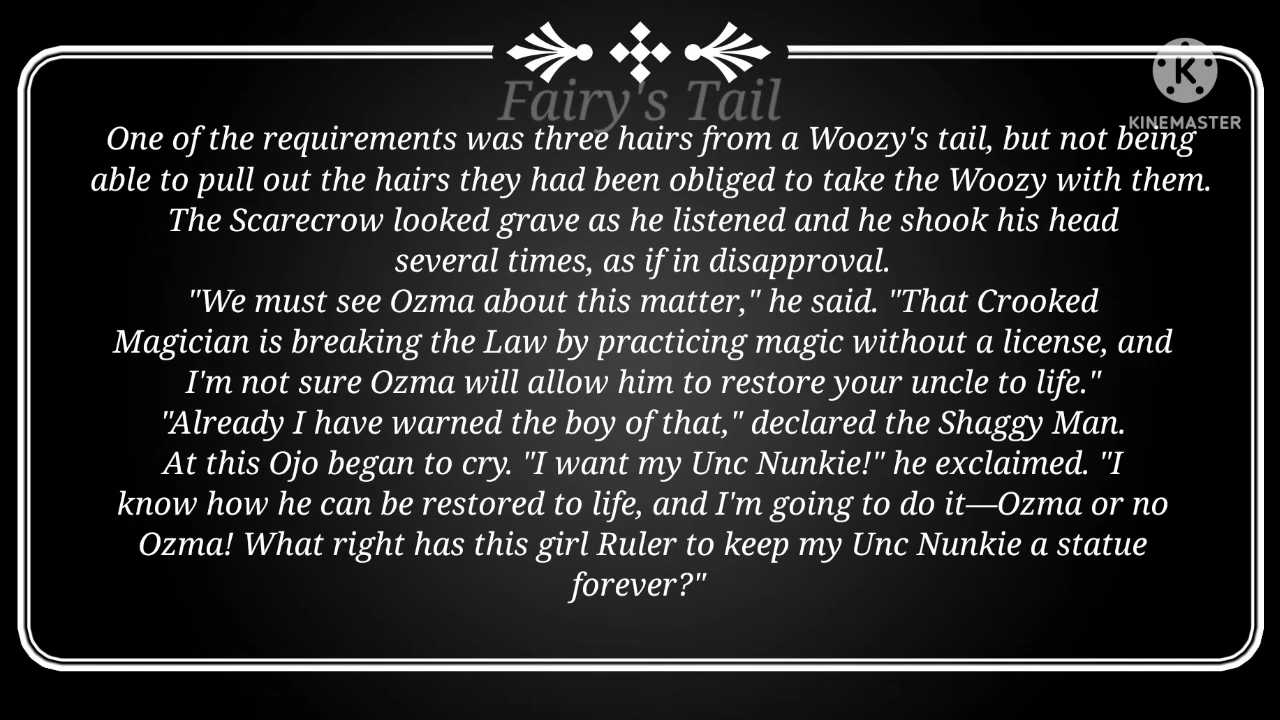 Fairy's Tail
KINEMASTER
One of the requirements was three hairs from a Woozy's tail, but not being
able to pull out the hairs they had been obliged to take the Woozy with them.
The Scarecrow looked grave as he listened and he shook his head
several times, as if in disapproval.
"We must see Ozma about this matter," he said. "That Crooked
Magician is breaking the Law by practicing magic without a license, and
I'm not sure Ozma will allow him to restore your uncle to life."
"Already I have warned the boy of that," declared the Shaggy Man.
At this Ojo began to cry. "I want my Unc Nunkie!" he exclaimed. "I
know how he can be restored to life, and I'm going to do it—Ozma or no
Ozma! What right has this girl Ruler to keep my Unc Nunkie a statue
forever?"